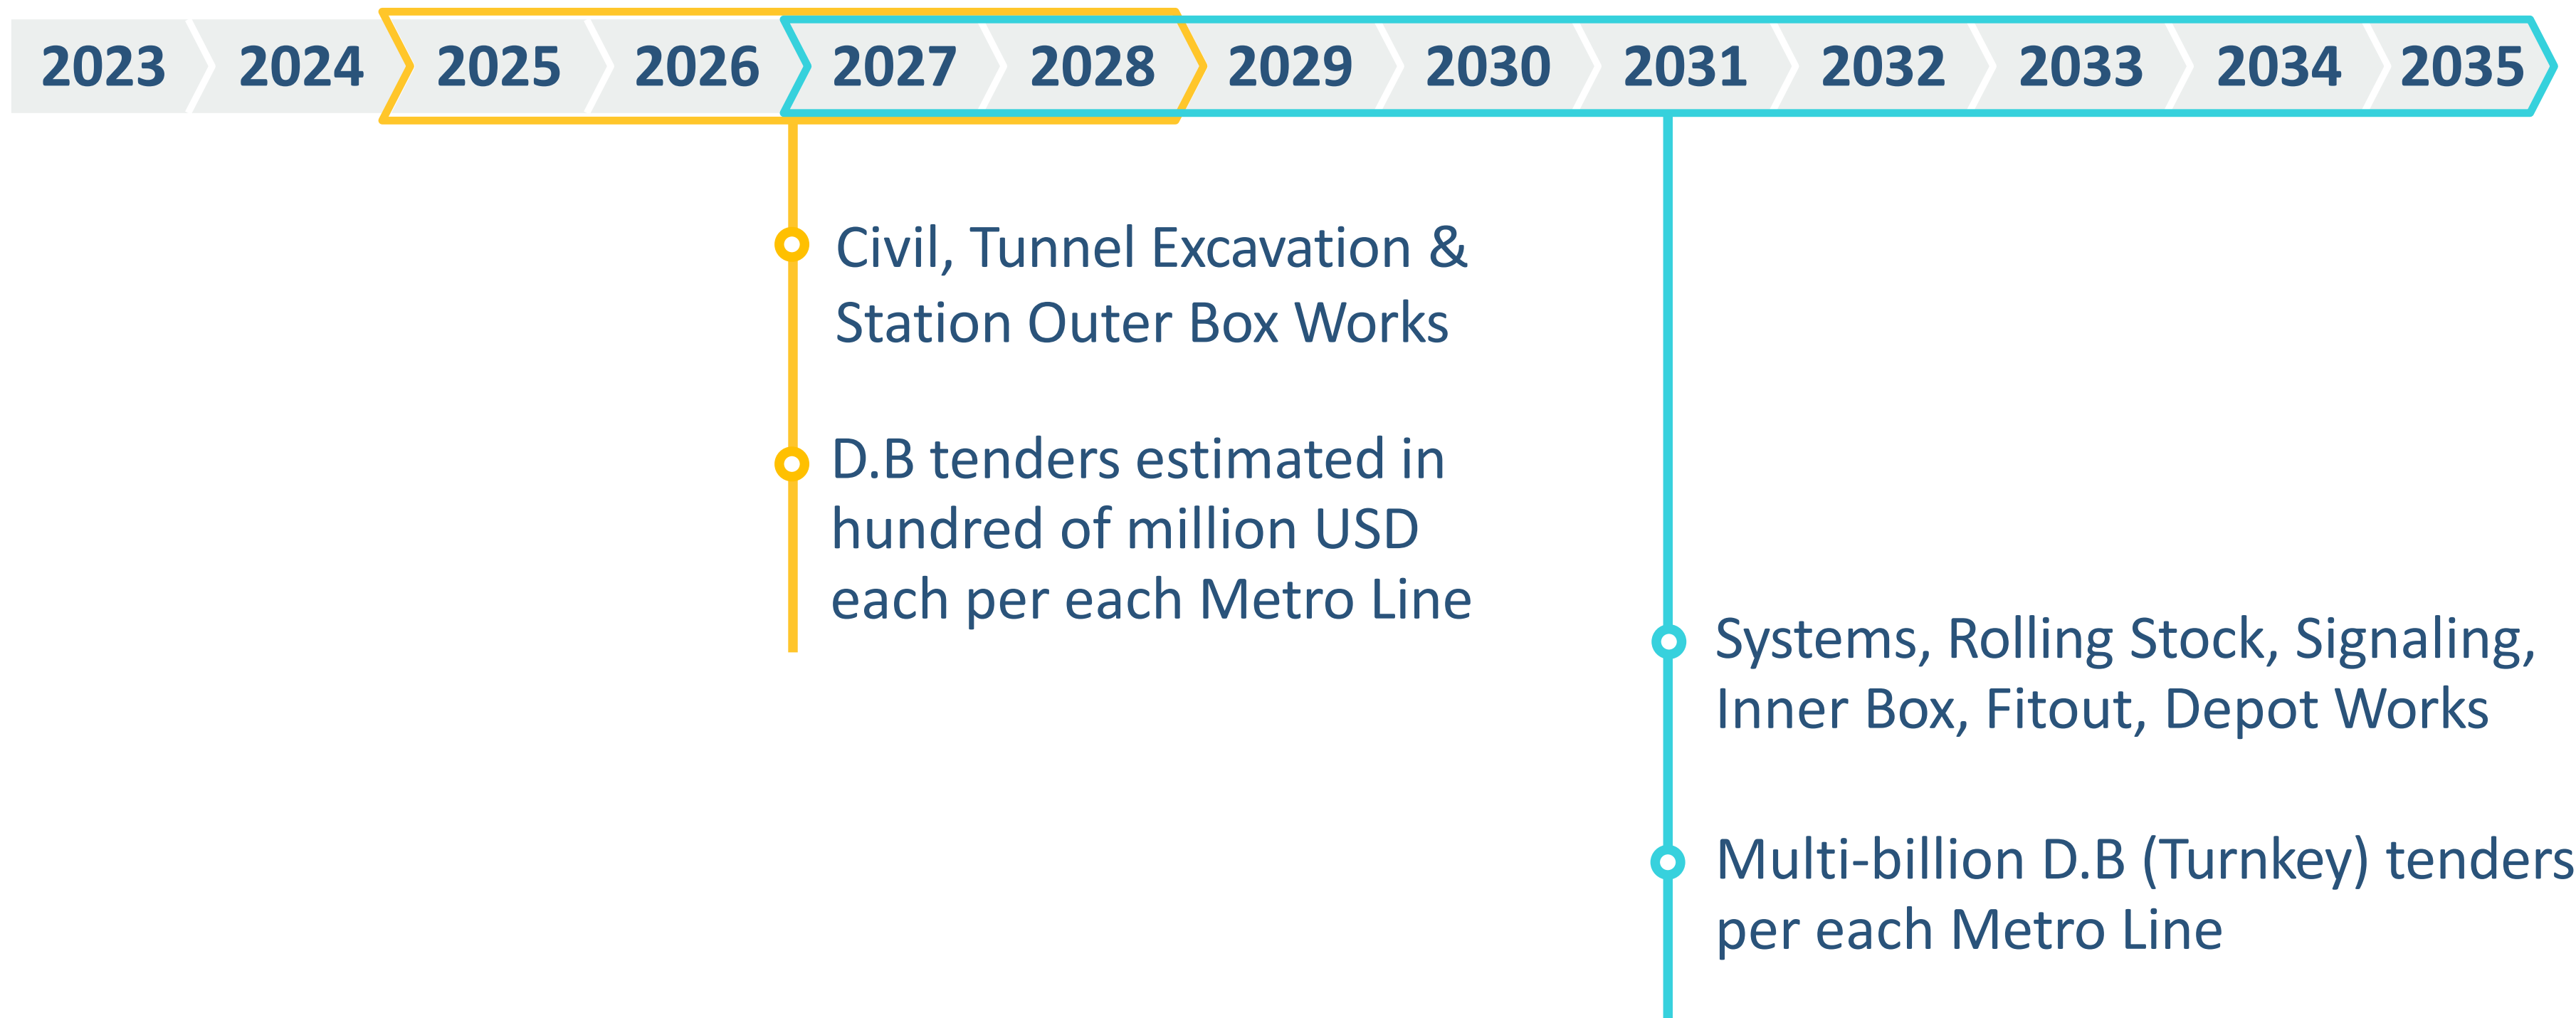 2023 2024 2025 2026 2027 2028 2029 2030 2031 2032 2033 2034 2035
Civil, Tunnel Excavation &
Station Outer Box Works
D.B tenders estimated in
hundred of million USD
each per each Metro Line
Systems, Rolling Stock, Signaling,
Inner Box, Fitout, Depot Works
Multi-billion D.B (Turnkey) tenders
per each Metro Line